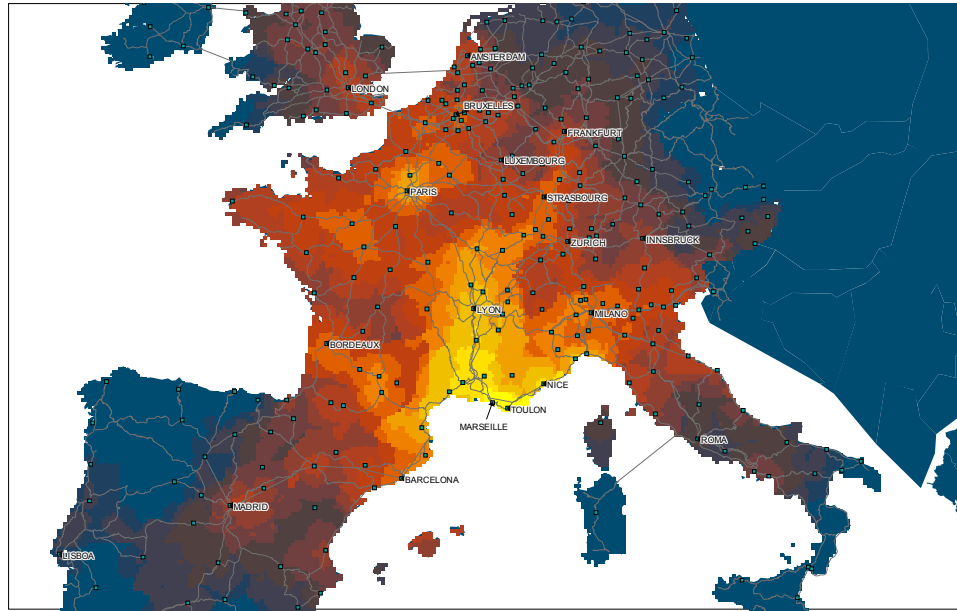 AMSTERDAM
LONDON
BRUXELLES
FRANKFURT
LUXEMBOURG
PARIS
STRASBOURG
ZURICH
INNSBRUCK
LYON
MILANO
BORDEAUX
NICE
TOULON
MARSEILLE
ROMA
BARCELONA
MADRID
LISBOA